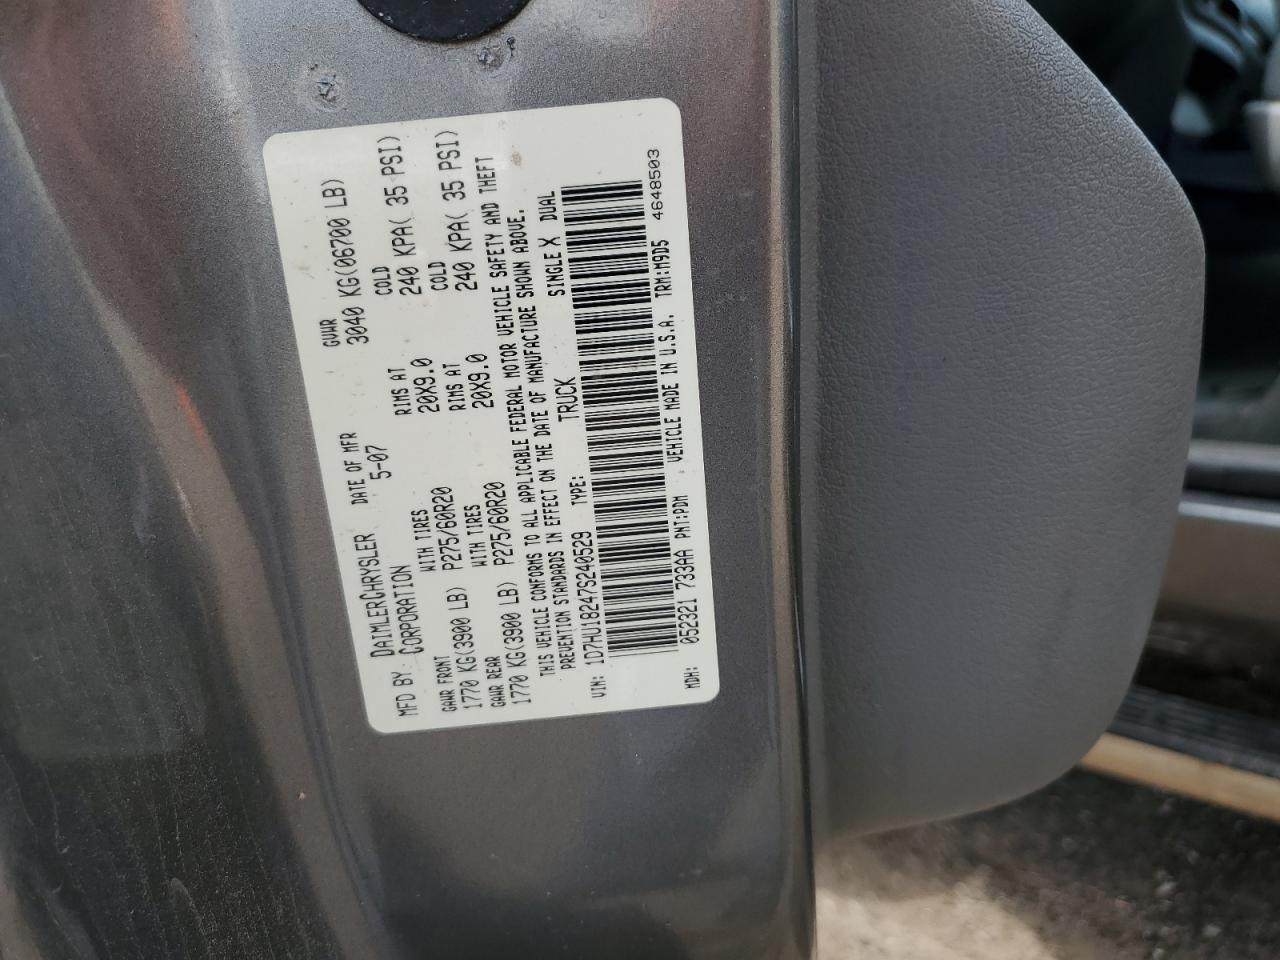 MFD BY: DAIMLERCHRYSLER CORPORATION DATE OF MFR 5-07 GVWR 3040 KG(06700 LB)
GAWR FRONT WITH TIRES RIMS AT COLD
1770 KG(3900 LB) P275/60R20 20X9.0 240 KPA( 35 PSI)
GAWR REAR WITH TIRES RIMS AT COLD
1770 KG(3900 LB) P275/60R20 20X9.0 240 KPA( 35 PSI)
THIS VEHICLE CONFORMS TO ALL APPLICABLE FEDERAL MOTOR VEHICLE SAFETY AND THEFT
PREVENTION STANDARDS IN EFFECT ON THE DATE OF MANUFACTURE SHOWN ABOVE.
VIN: 1D7HU18247S240529 TYPE: TRUCK SINGLE X DUAL
MDH: 052321 733AA PNT:PDM VEHICLE MADE IN U.S.A. TRM:M9D5 4648503